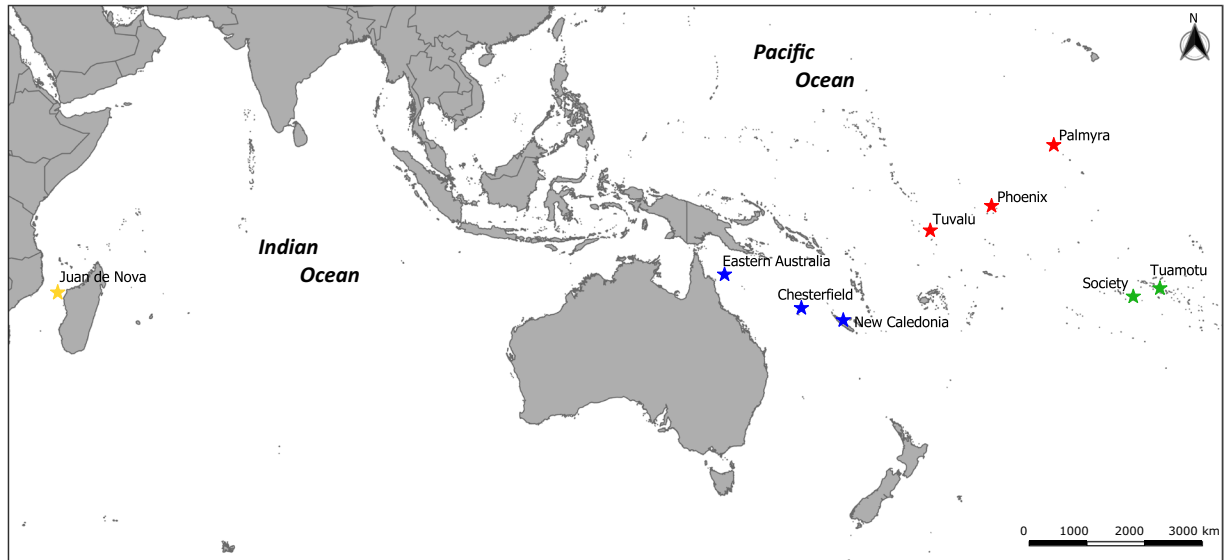 N
Pacific
Ocean
Palmyra
Phoenix
Tuvalu
Indian
Ocean
Eastern Australia
Juan de Nova
Tuamotu
Society
Chesterfield
New Caledonia
0 1000 2000 3000 km